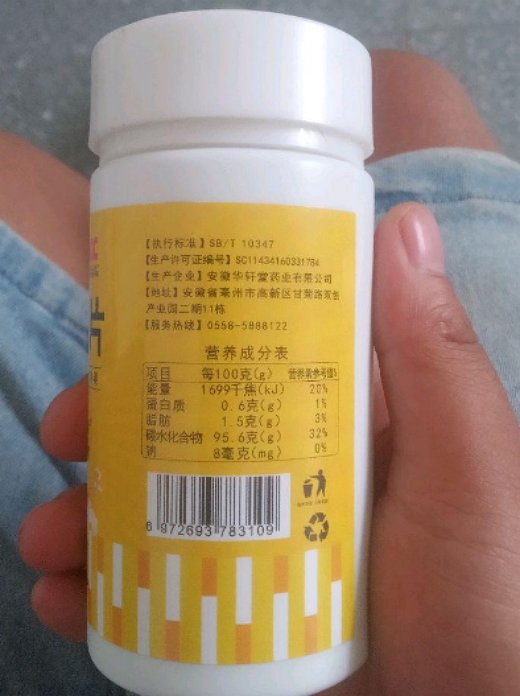 片
【执行标准】SB/T 10347
【生产许可证编号】SC11434160331784
【生产企业】安徽华轩堂药业有限公司
【地址】安徽省亳州市高新区甘菊路双创
产业园二期11栋
【服务热线】0558-5888122
营养成分表
项目 每100克(g) 营养素参考值%
能量 1699千焦(kJ) 20%
蛋白质 0.6克(g) 1%
脂肪 1.5克(g) 3%
碳水化合物 95.6克(g) 32%
钠 8毫克(mg) 0%
6 972693 783109